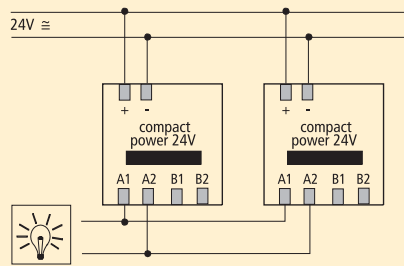 24V ≅
+ -
compact
power 24V
A1 A2 B1 B2
+ -
compact
power 24V
A1 A2 B1 B2